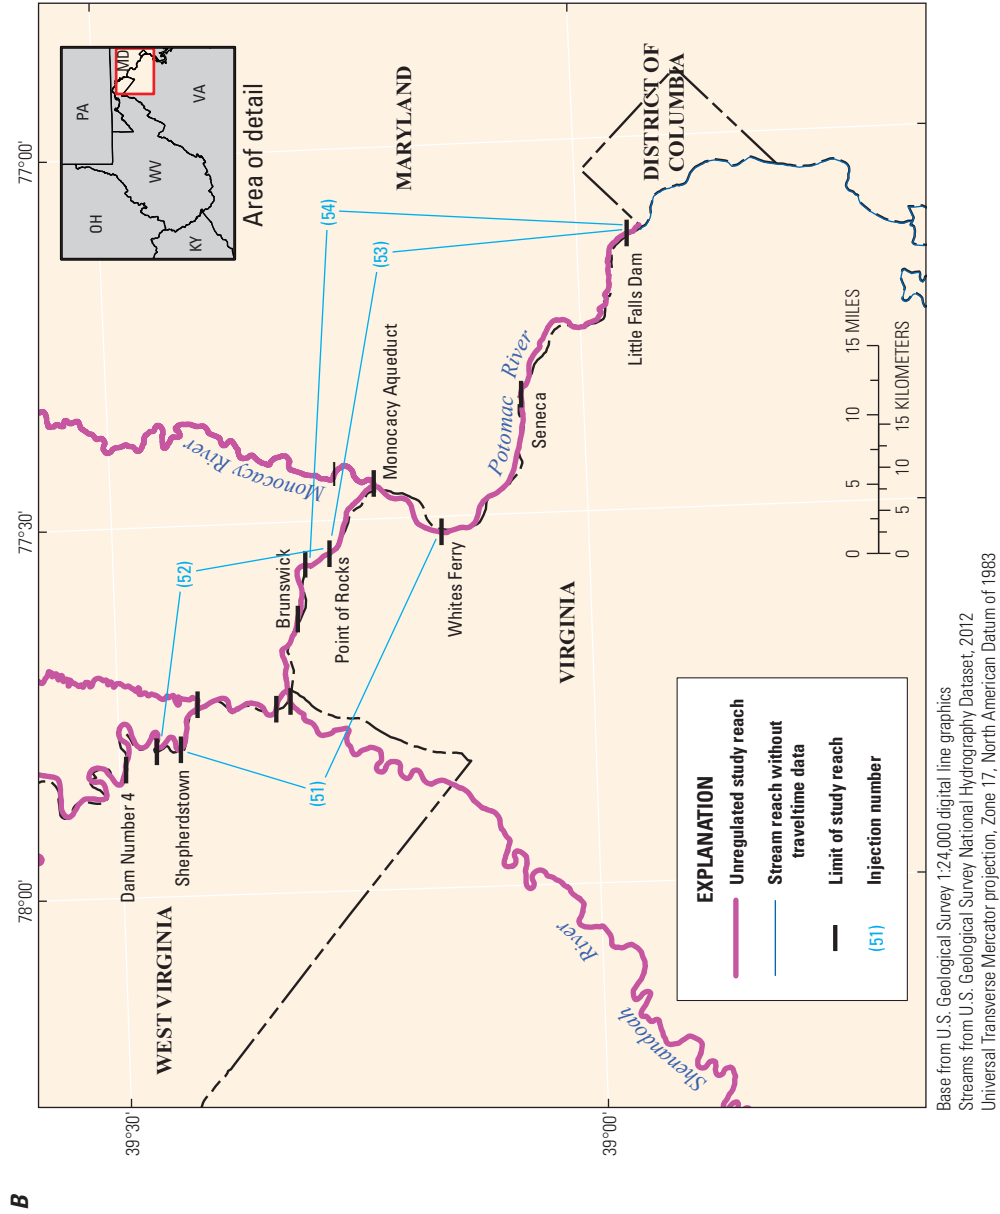 B
78°00'
77°30'
77°00'
39°30'
39°00'
OH
PA
MD
WV
VA
KY
Area of detail
WEST VIRGINIA
MARYLAND
VIRGINIA
DISTRICT OF
COLUMBIA
Dam Number 4
Shepherdstown
Brunswick
Point of Rocks
Monocacy Aqueduct
Whites Ferry
Seneca
Little Falls Dam
Monocacy River
Potomac River
Shenandoah River
(51)
(52)
(53)
(54)
EXPLANATION
Unregulated study reach
Stream reach without
traveltime data
Limit of study reach
(51) Injection number
0 5 10 15 MILES
0 5 10 15 KILOMETERS
Base from U.S. Geological Survey 1:24,000 digital line graphics
Streams from U.S. Geological Survey National Hydrography Dataset, 2012
Universal Transverse Mercator projection, Zone 17, North American Datum of 1983